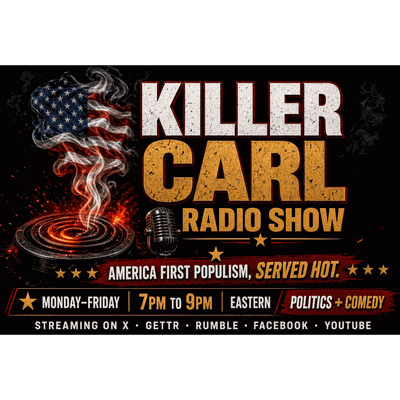 KILLER
CARL
RADIO SHOW
AMERICA FIRST POPULISM, SERVED HOT.
MONDAY–FRIDAY | 7PM TO 9PM | EASTERN | POLITICS + COMEDY
STREAMING ON X • GETTR • RUMBLE • FACEBOOK • YOUTUBE